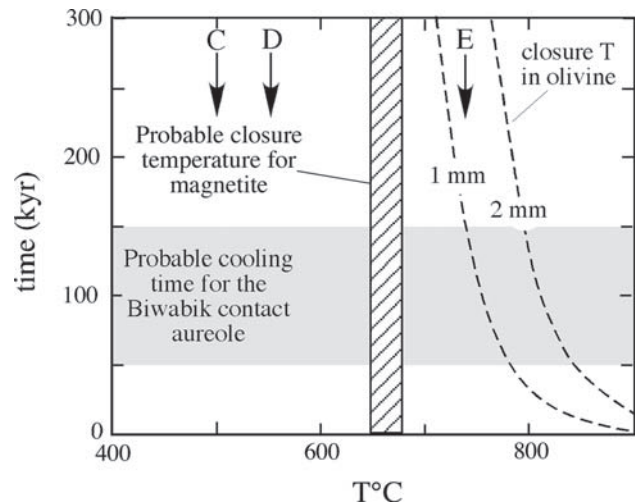 300
C D E
closure T
in olivine
Probable closure
temperature for
magnetite
200
1 mm
2 mm
time (kyr)
Probable cooling
time for the
Biwabik contact
aureole
100
0
400 600 800
T°C